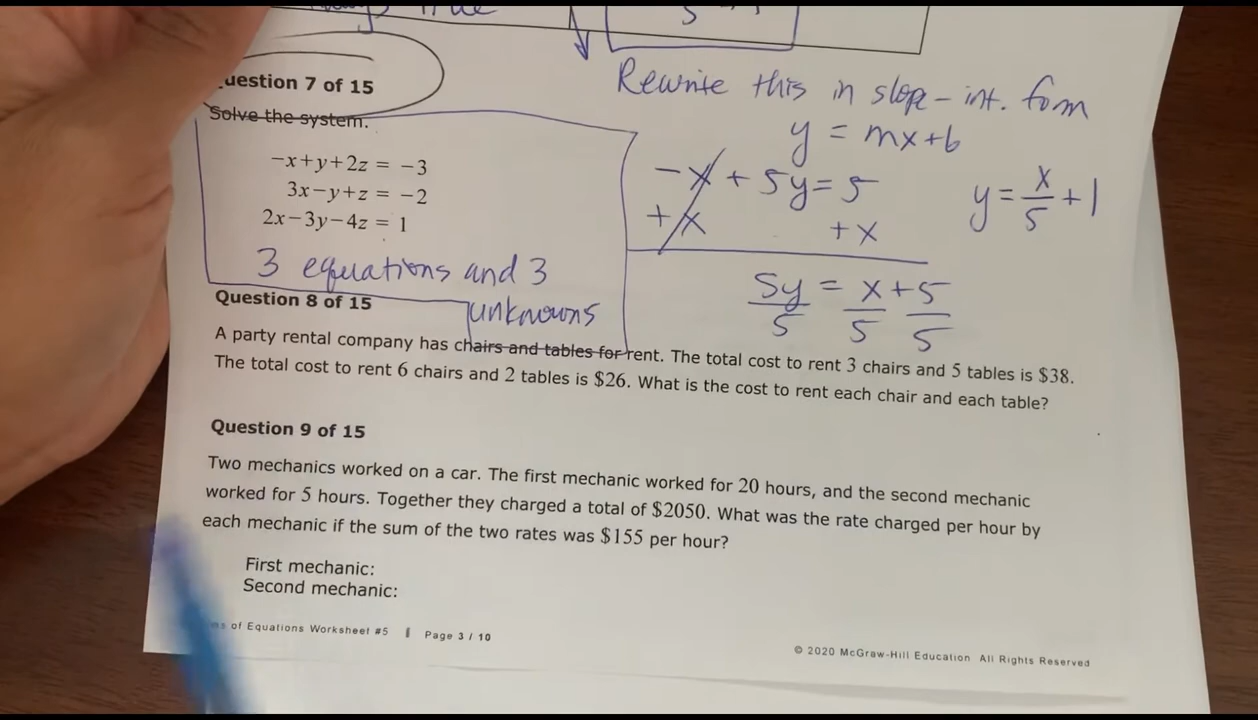 5
Question 7 of 15
Solve the system.
−x+y+2z = −3
3x−y+z = −2
2x−3y−4z = 1
3 equations and 3
unknowns
Rewrite this in slop-int. form
y = mx+b
-x + 5y = 5
+x +x
5y = x+5
5 5 5
y = x/5 + 1
Question 8 of 15
A party rental company has chairs and tables for rent. The total cost to rent 3 chairs and 5 tables is $38.
The total cost to rent 6 chairs and 2 tables is $26. What is the cost to rent each chair and each table?
Question 9 of 15
Two mechanics worked on a car. The first mechanic worked for 20 hours, and the second mechanic
worked for 5 hours. Together they charged a total of $2050. What was the rate charged per hour by
each mechanic if the sum of the two rates was $155 per hour?
First mechanic:
Second mechanic:
of Equations Worksheet #5 Page 3 / 10
© 2020 McGraw-Hill Education All Rights Reserved